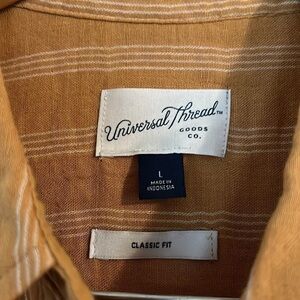 Universal Thread™
GOODS
CO.
L
MADE IN
INDONESIA
CLASSIC FIT